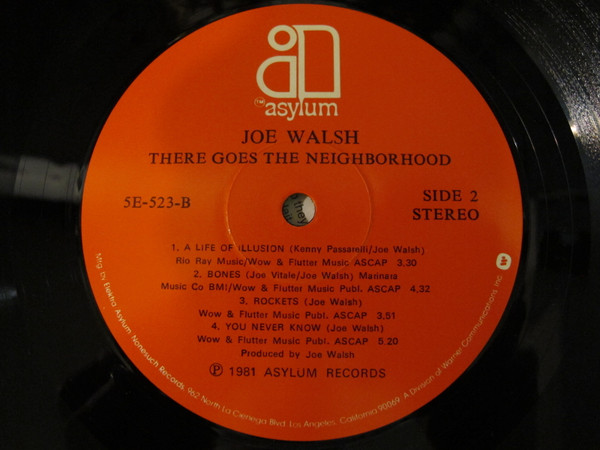 ™ asylum
JOE WALSH
THERE GOES THE NEIGHBORHOOD
5E-523-B
SIDE 2
STEREO
1. A LIFE OF ILLUSION (Kenny Passarelli/Joe Walsh)
Rio Ray Music/Wow & Flutter Music ASCAP 3.30
2. BONES (Joe Vitale/Joe Walsh) Marinara
Music Co BMI/Wow & Flutter Music Publ. ASCAP 4.32
3. ROCKETS (Joe Walsh)
Wow & Flutter Music Publ. ASCAP 3.51
4. YOU NEVER KNOW (Joe Walsh)
Wow & Flutter Music Publ. ASCAP 5.20
Produced by Joe Walsh
℗ 1981 ASYLUM RECORDS
Mfg by Elektra Asylum Nonesuch Records, 962 North La Cienega Blvd. Los Angeles, California 90069. A Division of Warner Communications Inc
they